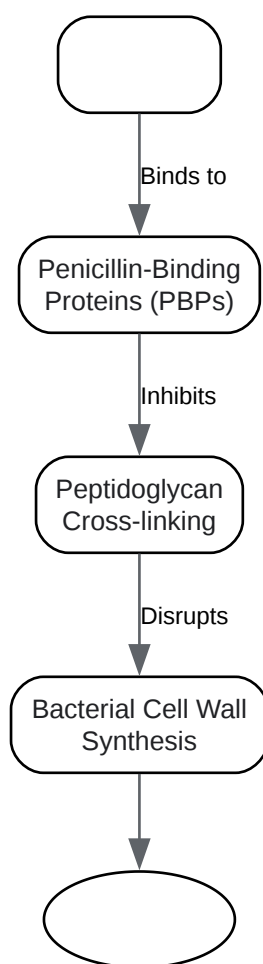 Binds to
Penicillin-Binding
Proteins (PBPs)
Inhibits
Peptidoglycan
Cross-linking
Disrupts
Bacterial Cell Wall
Synthesis